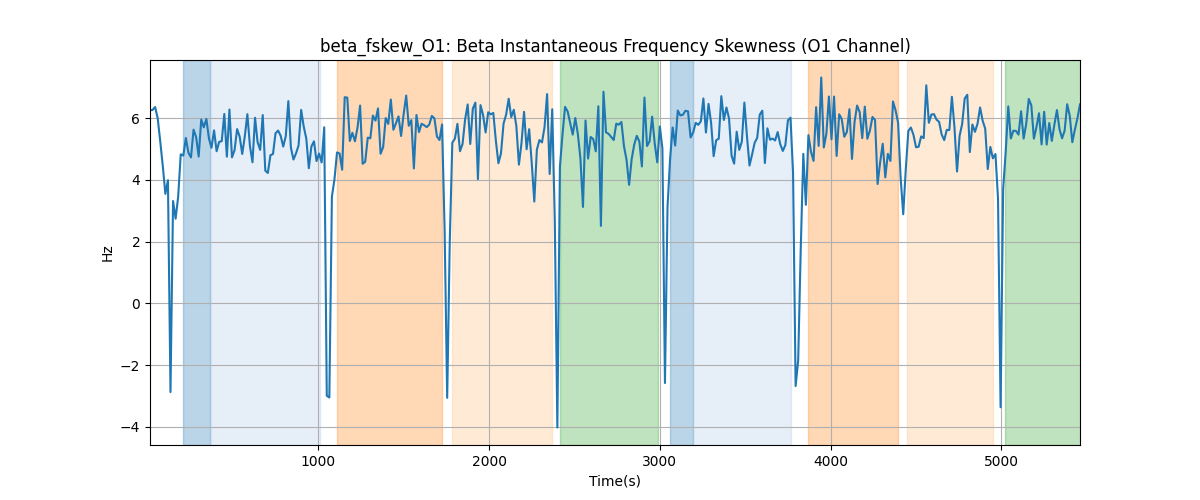 beta_fskew_O1: Beta Instantaneous Frequency Skewness (O1 Channel)
Hz
6
4
2
0
−2
−4
1000 2000 3000 4000 5000
Time(s)